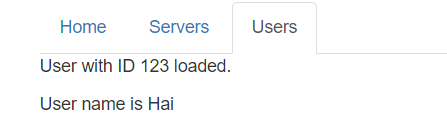 Home Servers Users
User with ID 123 loaded.
User name is Hai